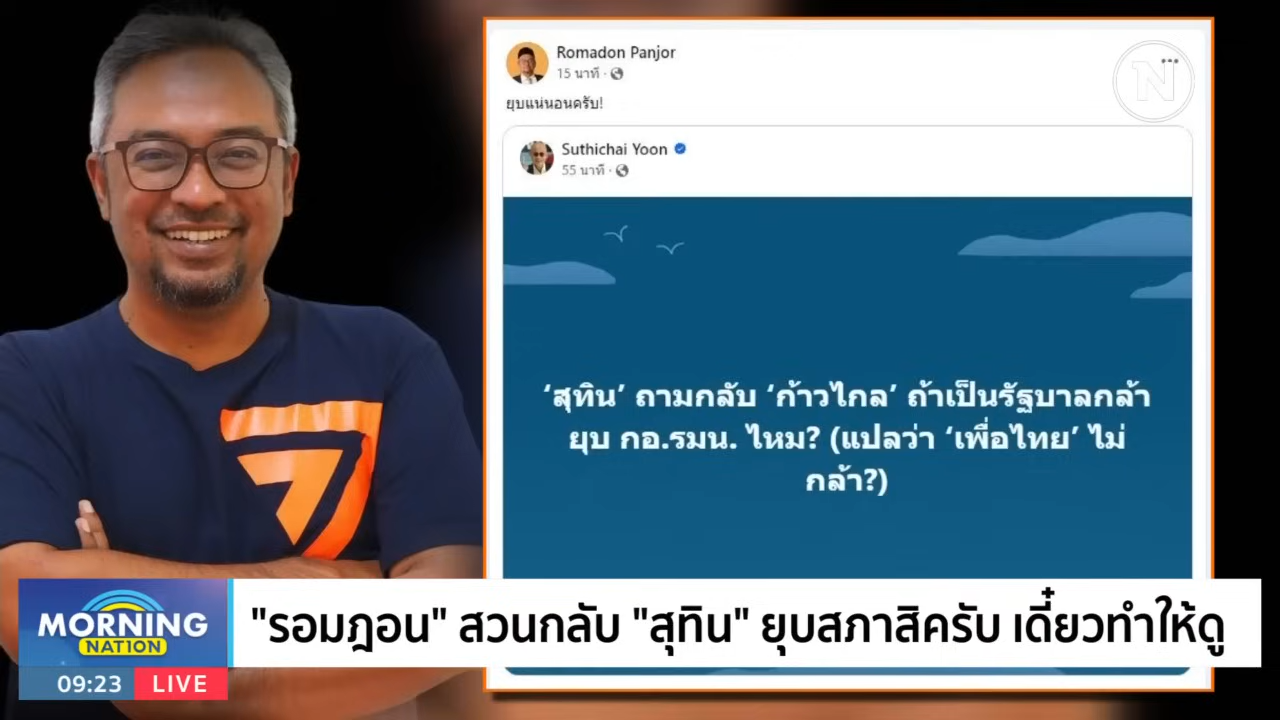 Romadon Panjor
15 นาที ·
ยุบแน่นอนครับ!
N
Suthichai Yoon
55 นาที ·
‘สุทิน’ ถามกลับ ‘ก้าวไกล’ ถ้าเป็นรัฐบาลกล้า
ยุบ กอ.รมน. ไหม? (แปลว่า ‘เพื่อไทย’ ไม่
กล้า?)
MORNING
NATION
"รอมฎอน" สวนกลับ "สุทิน" ยุบสภาสิครับ เดี๋ยวทำให้ดู
09:23 LIVE